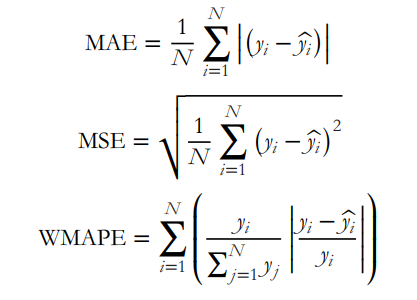 MAE = \frac{1}{N} \sum_{i=1}^{N} \left| (y_i - \widehat{y_i}) \right|
MSE = \sqrt{\frac{1}{N} \sum_{i=1}^{N} (y_i - \widehat{y_i})^2}
WMAPE = \sum_{i=1}^{N} \left( \frac{y_i}{\sum_{j=1}^{N} y_j} \left| \frac{y_i - \widehat{y_i}}{y_i} \right| \right)